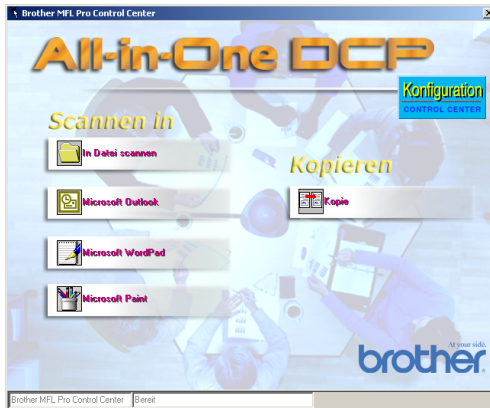 Brother MFL Pro Control Center
All-in-One DCP
Konfiguration
CONTROL CENTER
Scannen in
In Datei scannen
Microsoft Outlook
Microsoft WordPad
Microsoft Paint
Kopieren
Kopie
At your side.
brother
Brother MFL Pro Control Center
Bereit